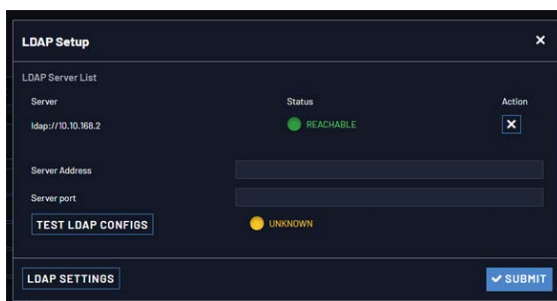 LDAP Setup
LDAP Server List
Server Status Action
ldap://10.10.168.2 REACHABLE
Server Address
Server port
TEST LDAP CONFIGS UNKNOWN
LDAP SETTINGS SUBMIT